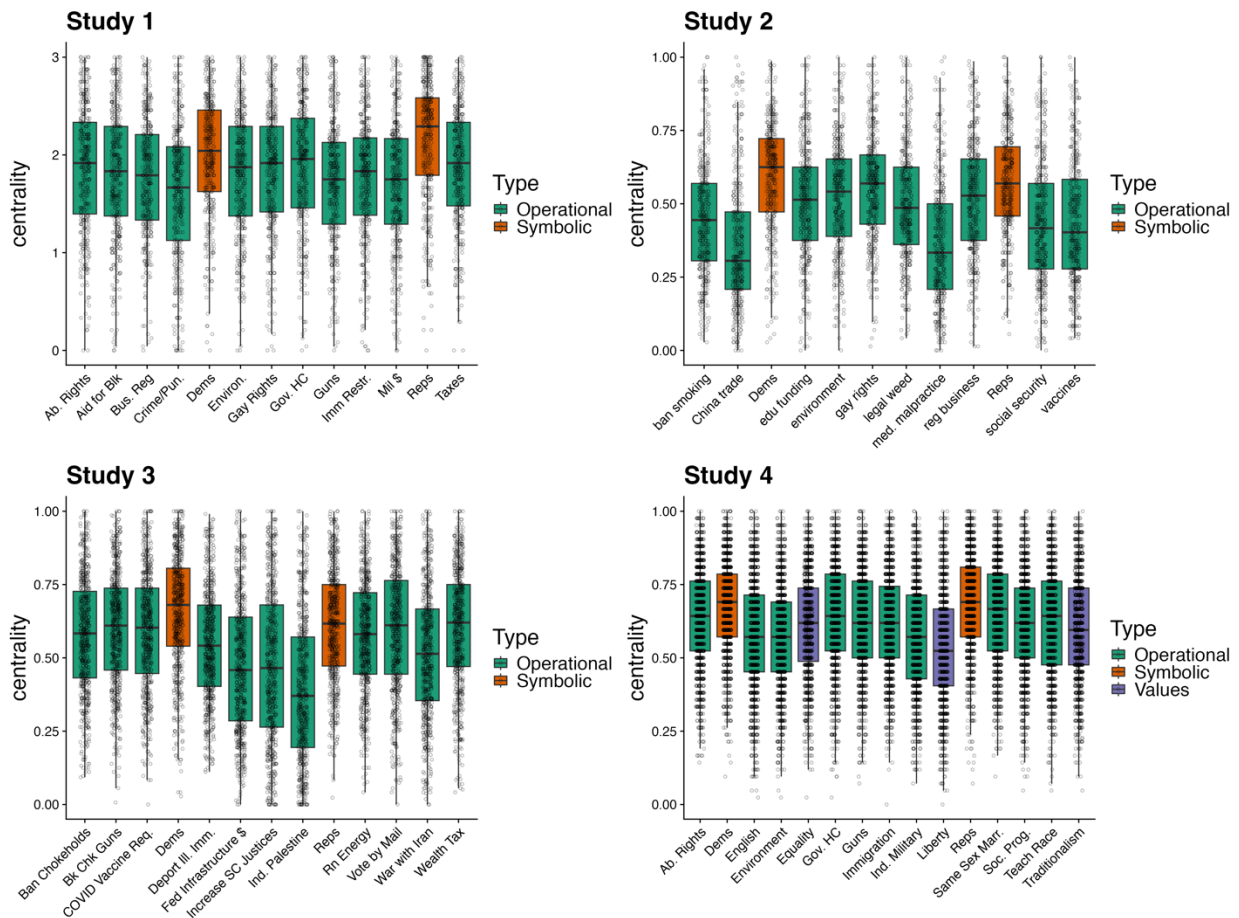 Study 1
3
2
1
0
centrality
Ab. Rights
Aid for Blk
Bus. Reg
Crime/Pun.
Dems
Environ.
Gay Rights
Gov. HC
Guns
Imm Restr.
Mil $
Reps
Taxes
Type
Operational
Symbolic
Study 2
1.00
0.75
0.50
0.25
0.00
centrality
ban smoking
China trade
Dems
edu funding
environment
gay rights
legal weed
med. malpractice
reg business
Reps
social security
vaccines
Type
Operational
Symbolic
Study 3
1.00
0.75
0.50
0.25
0.00
centrality
Ban Chokeholds
Bk Chk Guns
COVID Vaccine Req.
Dems
Deport Ill. Imm.
Fed Infrastructure $
Increase SC Justices
Ind. Palestine
Reps
Rn Energy
Vote by Mail
War with Iran
Wealth Tax
Type
Operational
Symbolic
Study 4
1.00
0.75
0.50
0.25
0.00
centrality
Ab. Rights
Dems
English
Environment
Equality
Gov. HC
Guns
Immigration
Ind. Military
Liberty
Reps
Same Sex Marr.
Soc. Prog.
Teach Race
Traditionalism
Type
Operational
Symbolic
Values